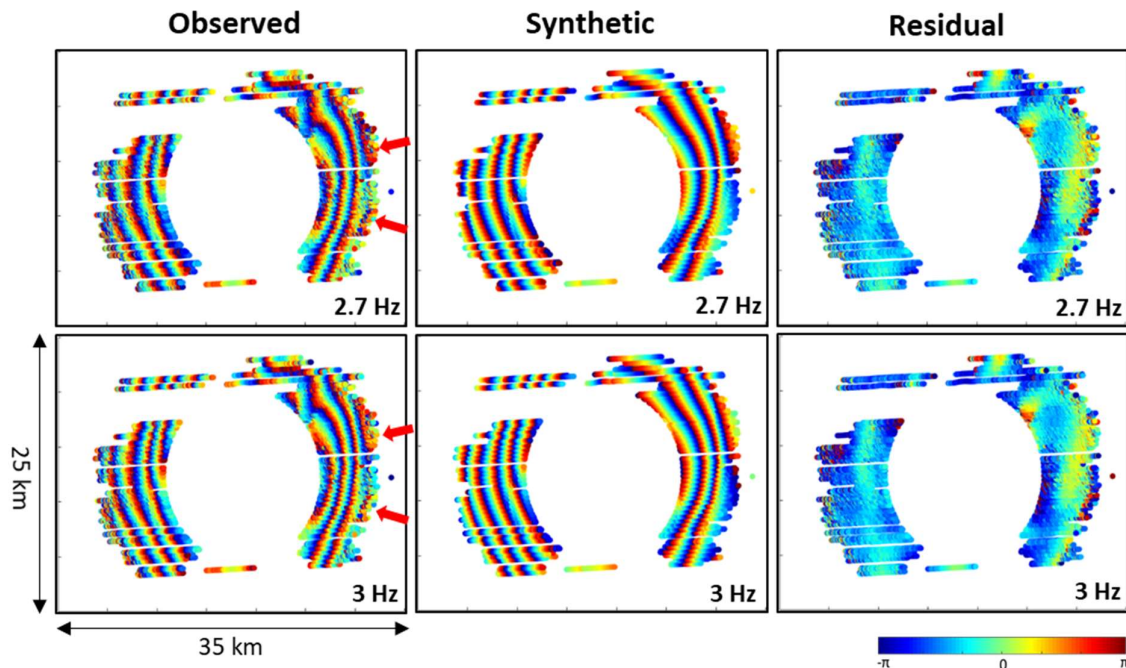 Observed
Synthetic
Residual
2.7 Hz
2.7 Hz
2.7 Hz
25 km
3 Hz
3 Hz
3 Hz
35 km
-π
0
π